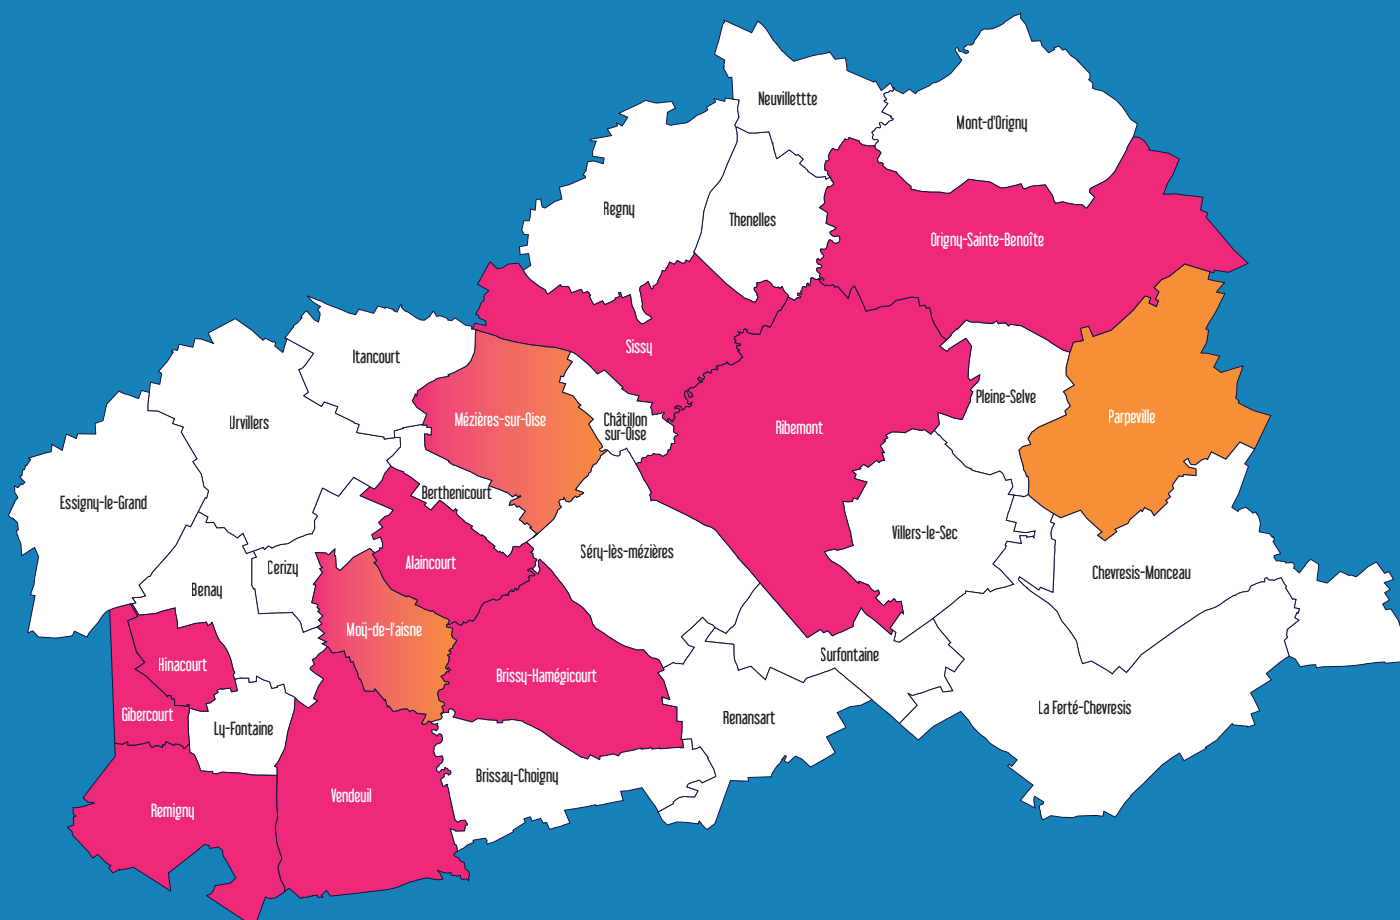 Neuvillettte
Mont-d'Origny
Regny
Thenelles
Origny-Sainte-Benoîte
Sissy
Itancourt
Mézières-sur-Oise
Châtillon
sur-Oise
Pleine-Selve
Parpeville
Urvillers
Ribemont
Essigny-le-Grand
Berthenicourt
Villers-le-Sec
Séry-lès-mézières
Alaincourt
Cerizy
Chevresis-Monceau
Benay
Moÿ-de-l'aisne
Surfontaine
Hinacourt
Brissy-Hamégicourt
La Ferté-Chevresis
Gibercourt
Renansart
Ly-Fontaine
Brissay-Choigny
Vendeuil
Remigny